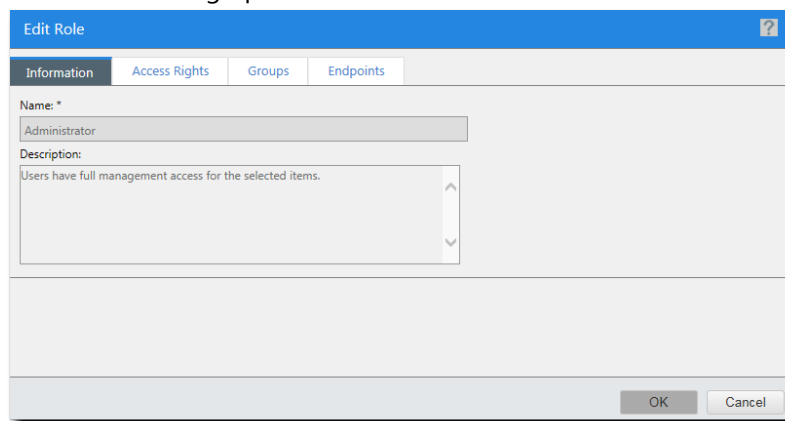 Edit Role
?
Information Access Rights Groups Endpoints
Name: *
Administrator
Description:
Users have full management access for the selected items.
OK Cancel